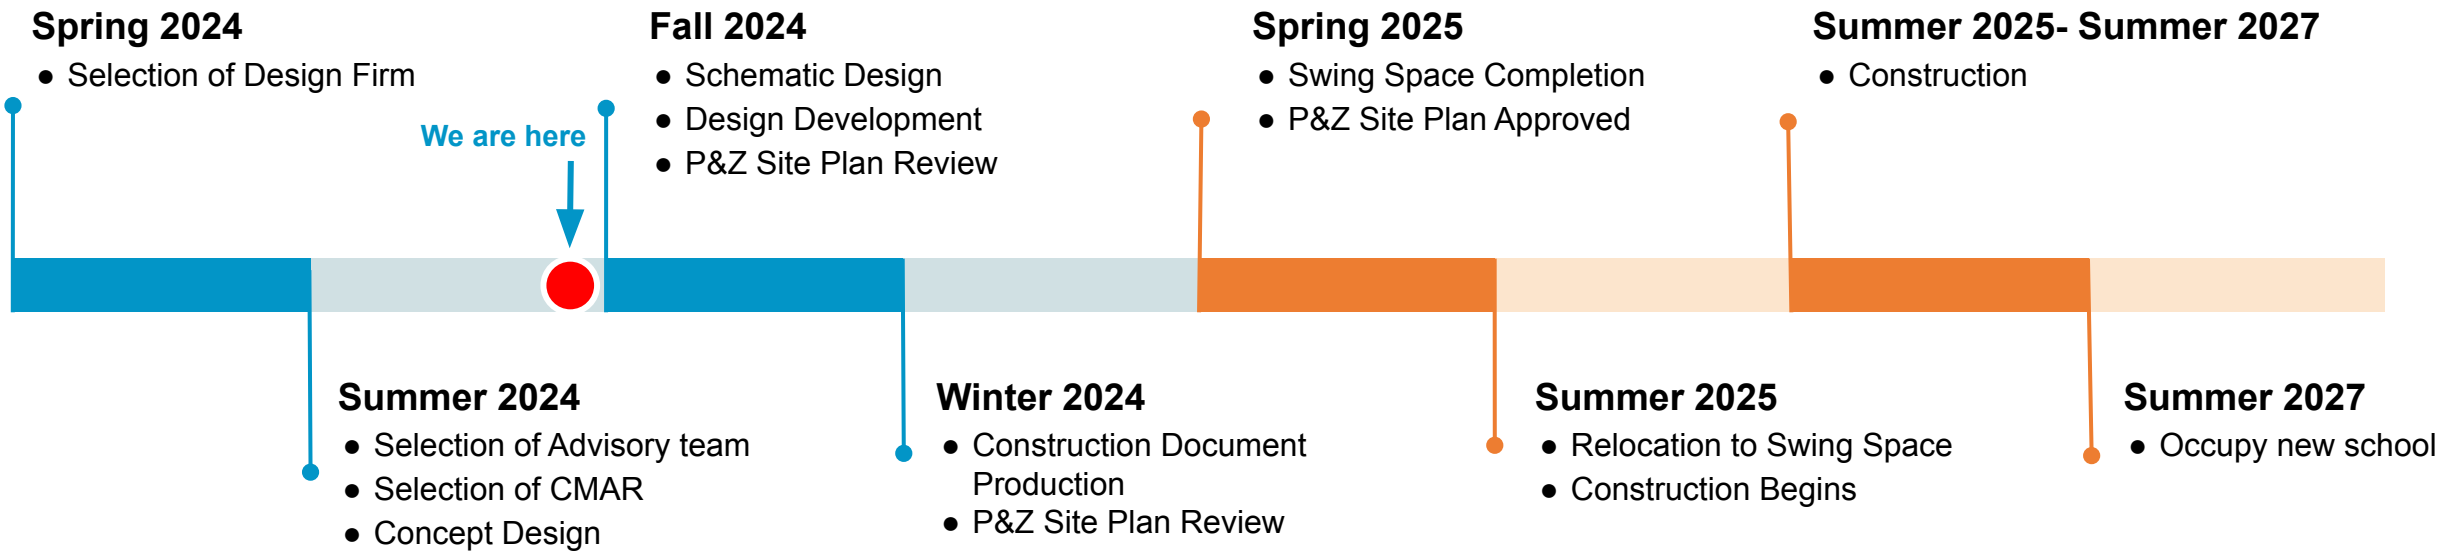 Spring 2024
● Selection of Design Firm
We are here
Fall 2024
● Schematic Design
● Design Development
● P&Z Site Plan Review
Spring 2025
● Swing Space Completion
● P&Z Site Plan Approved
Summer 2025- Summer 2027
● Construction
Summer 2024
● Selection of Advisory team
● Selection of CMAR
● Concept Design
Winter 2024
● Construction Document
Production
● P&Z Site Plan Review
Summer 2025
● Relocation to Swing Space
● Construction Begins
Summer 2027
● Occupy new school